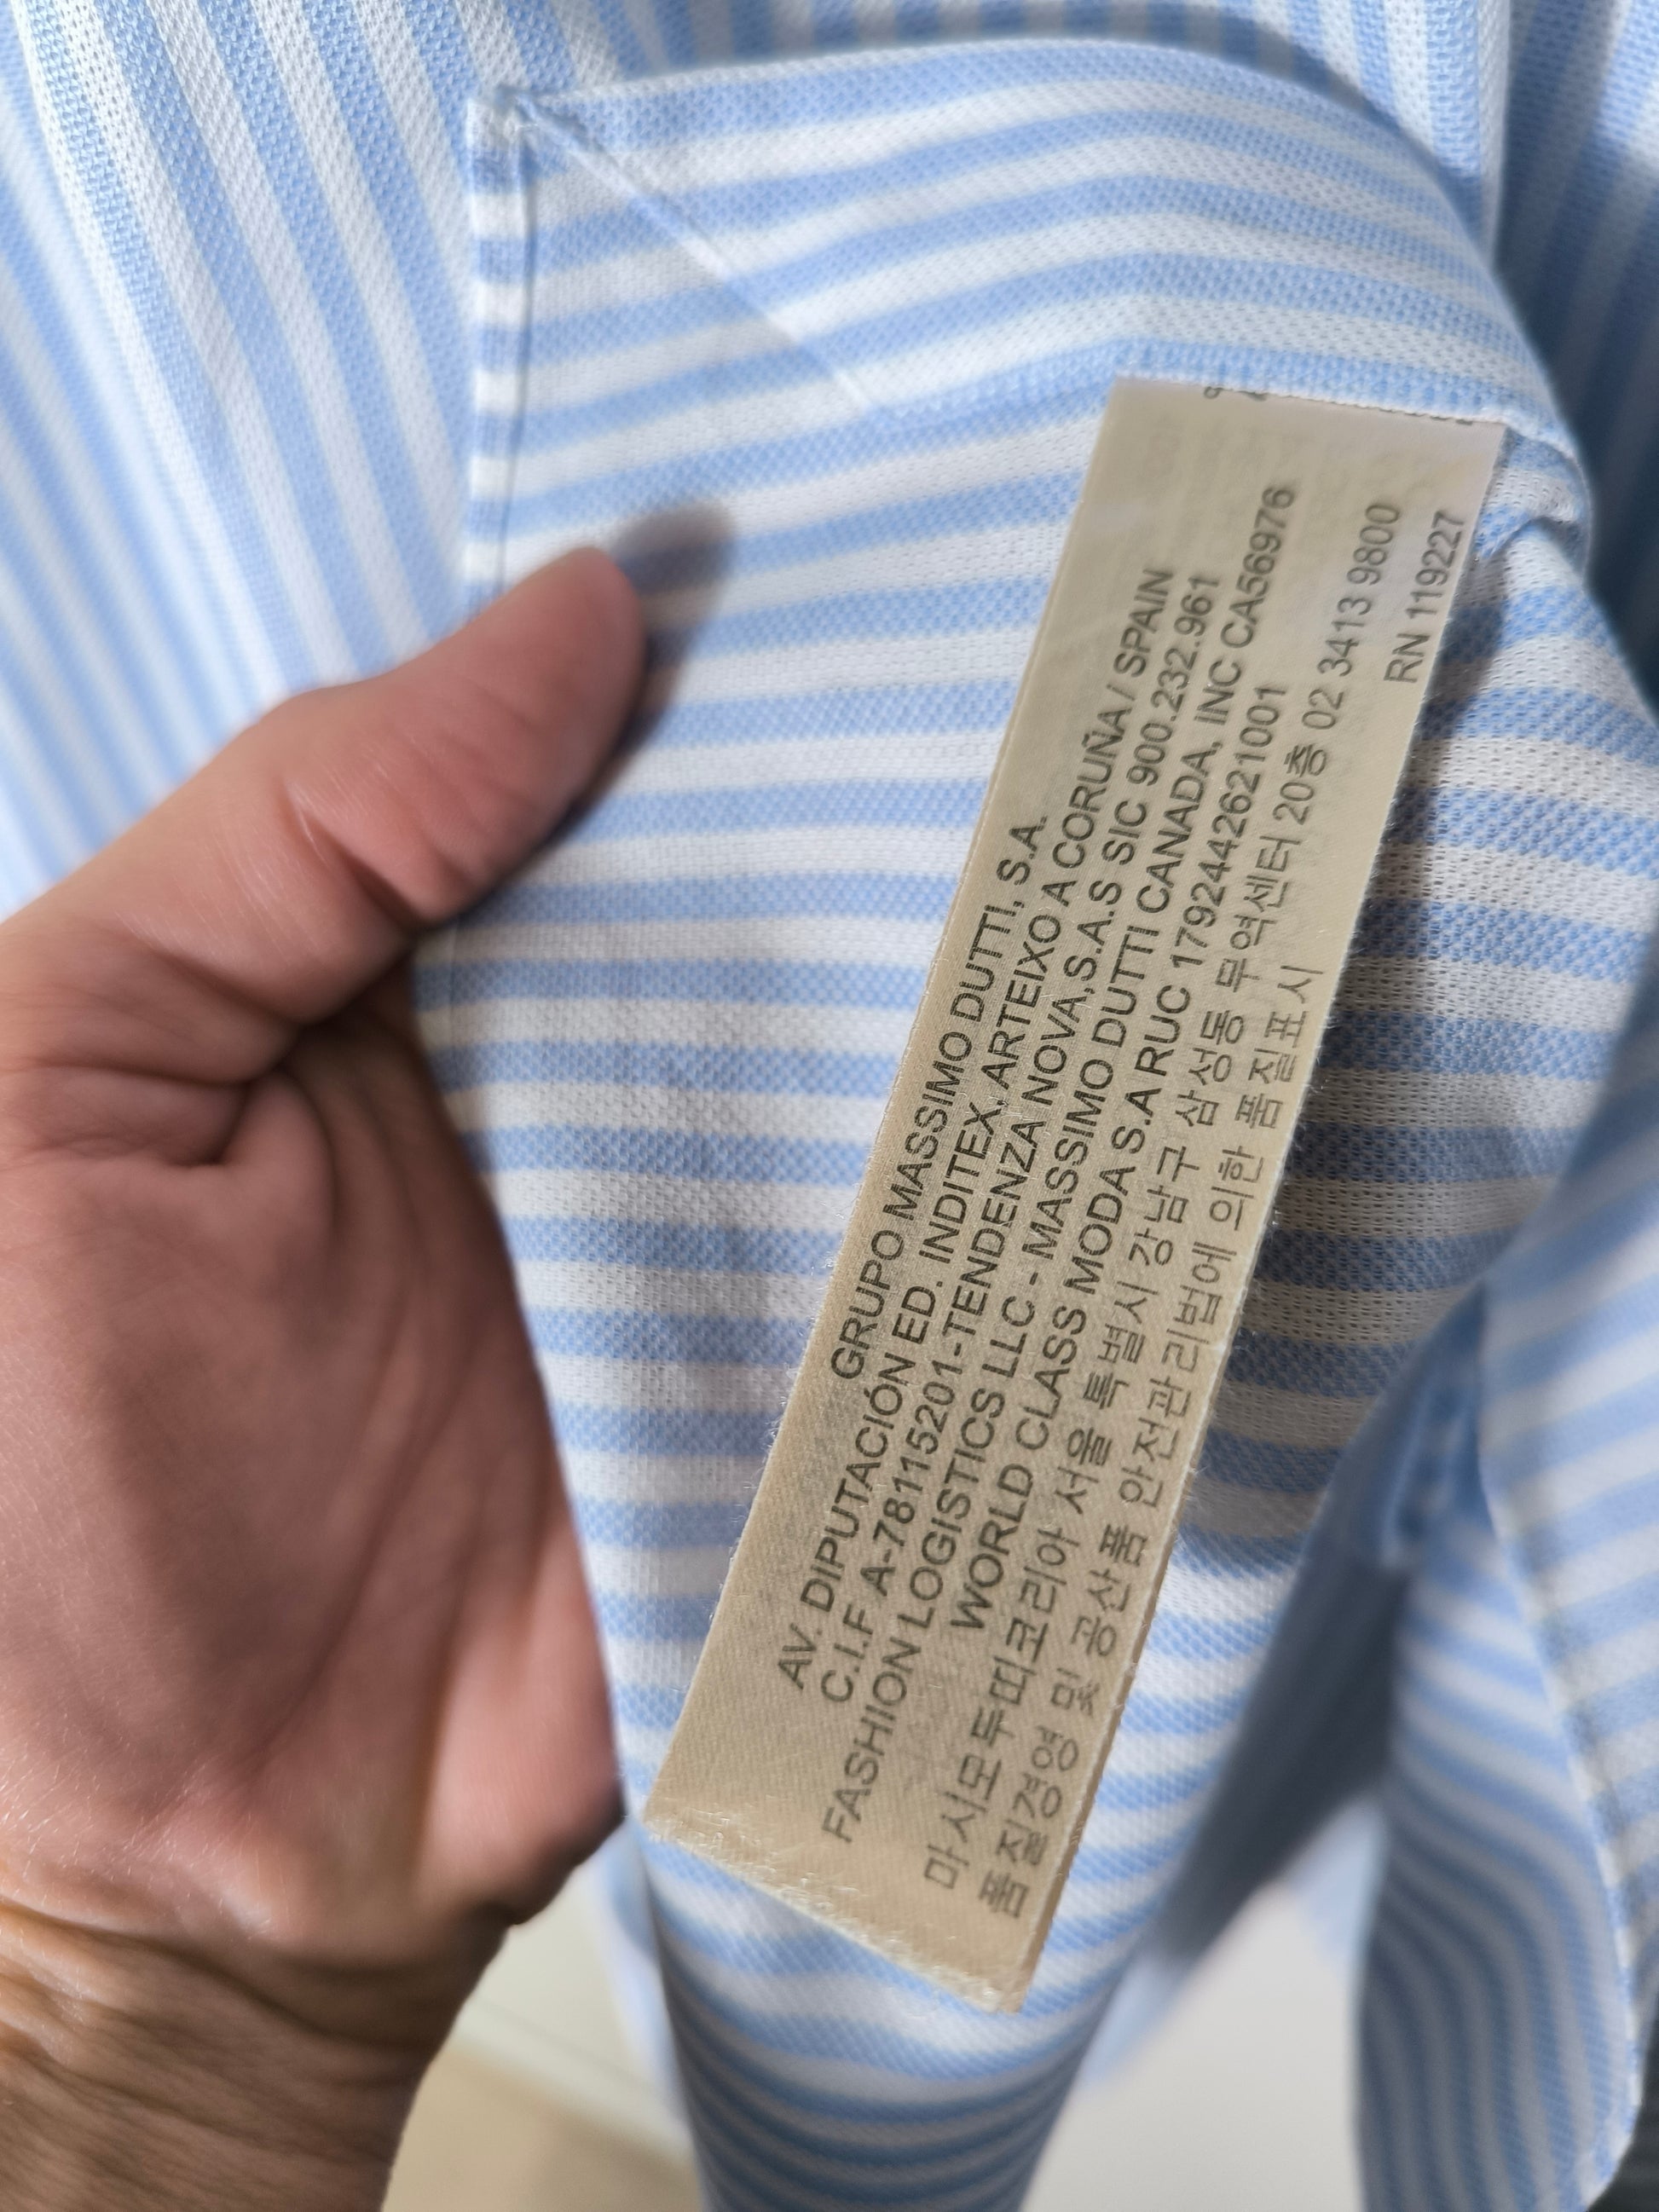 GRUPO MASSIMO DUTTI, S.A.
AV. DIPUTACIÓN ED. INDITEX, ARTEIXO A CORUÑA / SPAIN
C.I.F A-78115201-TENDENZA NOVA,S.A.S SIC 900.232.961
FASHION LOGISTICS LLC - MASSIMO DUTTI CANADA, INC CA569976
WORLD CLASS MODA S.A RUC 1792442621001
마시모두띠코리아 서울 특별시 강남구 삼성동 무역센터 20층 02 3413 9800
품질경영 및 공산품 안전관리법에 의한 품질표시
RN 119227